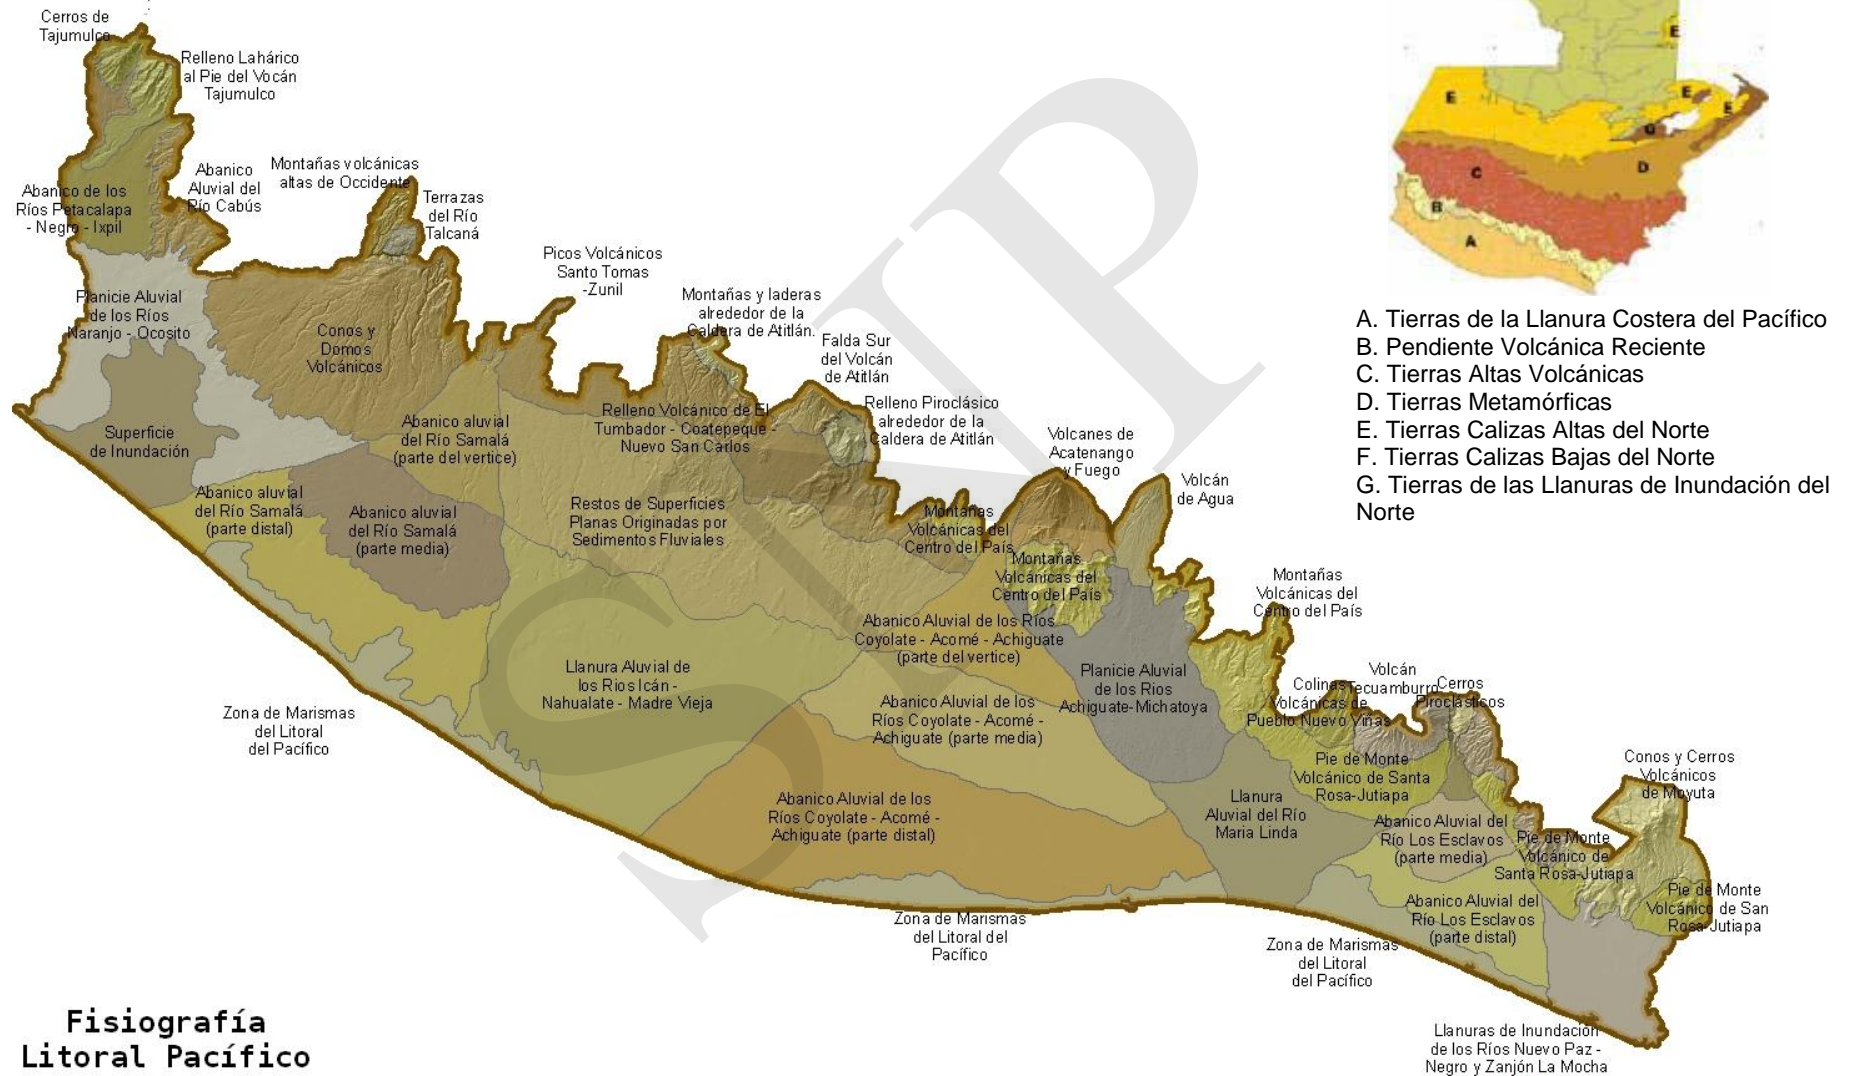 Cerros de
Tajumulco
Relleno Lahárico
al Pie del Vocán
Tajumulco
Abanico
Aluvial del
Río Cabús
Montañas volcánicas
altas de Occidente
Terrazas
del Río
Talcaná
Abanico de los
Ríos Petacalapa
- Negro - Ixpil
Picos Volcánicos
Santo Tomas
-Zunil
Planicie Aluvial
de los Ríos
Naranjo - Ocosito
Conos y
Domos
Volcánicos
Montañas y laderas
alrededor de la
Caldera de Atitlán.
Falda Sur
del Volcán
de Atitlán
Relleno Piroclásico
alrededor de la
Caldera de Atitlán
Superficie
de Inundación
Abanico aluvial
del Río Samalá
(parte del vertice)
Relleno Volcánico de El
Tumbador - Coatepeque -
Nuevo San Carlos
Volcanes de
Acatenango
y Fuego
Volcán
de Agua
Abanico aluvial
del Río Samalá
(parte distal)
Abanico aluvial
del Río Samalá
(parte media)
Restos de Superficies
Planas Originadas por
Sedimentos Fluviales
Montañas
Volcánicas del
Centro del País
Montañas
Volcánicas del
Centro del País
Montañas
Volcánicas del
Centro del País
Abanico Aluvial de los Ríos
Coyolate - Acomé - Achiguate
(parte del vertice)
Llanura Aluvial de
los Rios Icán -
Nahualate - Madre Vieja
Planicie Aluvial
de los Rios
Achiguate-Michatoya
Abanico Aluvial de los
Ríos Coyolate - Acomé -
Achiguate (parte media)
Colinas
Volcánicas de
Pueblo Nuevo Viñas
Volcán
Tecuamburro
Cerros
Piroclásticos
Zona de Marismas
del Litoral
del Pacífico
Pie de Monte
Volcánico de Santa
Rosa-Jutiapa
Conos y Cerros
Volcánicos
de Moyuta
Abanico Aluvial de los
Ríos Coyolate - Acomé -
Achiguate (parte distal)
Llanura
Aluvial del Río
Maria Linda
Abanico Aluvial del
Río Los Esclavos
(parte media)
Pie de Monte
Volcánico de
Santa Rosa-Jutiapa
Abanico Aluvial del
Río Los Esclavos
(parte distal)
Pie de Monte
Volcánico de San
Rosa-Jutiapa
Zona de Marismas
del Litoral del
Pacífico
Zona de Marismas
del Litoral
del Pacífico
Llanuras de Inundación
de los Ríos Nuevo Paz -
Negro y Zanjón La Mocha
Fisiografía
Litoral Pacífico
SNP
E
E
E
E
G
D
C
B
A
A. Tierras de la Llanura Costera del Pacífico
B. Pendiente Volcánica Reciente
C. Tierras Altas Volcánicas
D. Tierras Metamórficas
E. Tierras Calizas Altas del Norte
F. Tierras Calizas Bajas del Norte
G. Tierras de las Llanuras de Inundación del
Norte